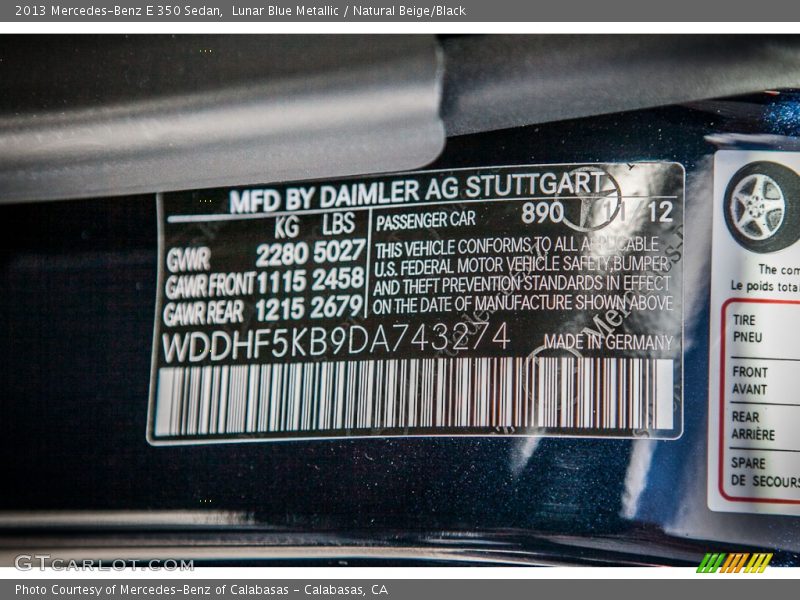 2013 Mercedes-Benz E 350 Sedan,  Lunar Blue Metallic / Natural Beige/Black
MFD BY DAIMLER AG STUTTGART
KG LBS
PASSENGER CAR 890 11 12
GVWR 2280 5027
GAWR FRONT 1115 2458
GAWR REAR 1215 2679
THIS VEHICLE CONFORMS TO ALL APPLICABLE
U.S. FEDERAL MOTOR VEHICLE SAFETY, BUMPER
AND THEFT PREVENTION STANDARDS IN EFFECT
ON THE DATE OF MANUFACTURE SHOWN ABOVE
WDDHF5KB9DA743274
MADE IN GERMANY
The com
Le poids total
TIRE
PNEU
FRONT
AVANT
REAR
ARRIÈRE
SPARE
DE SECOURS
GTCARLOT.COM
Photo Courtesy of Mercedes-Benz of Calabasas - Calabasas, CA